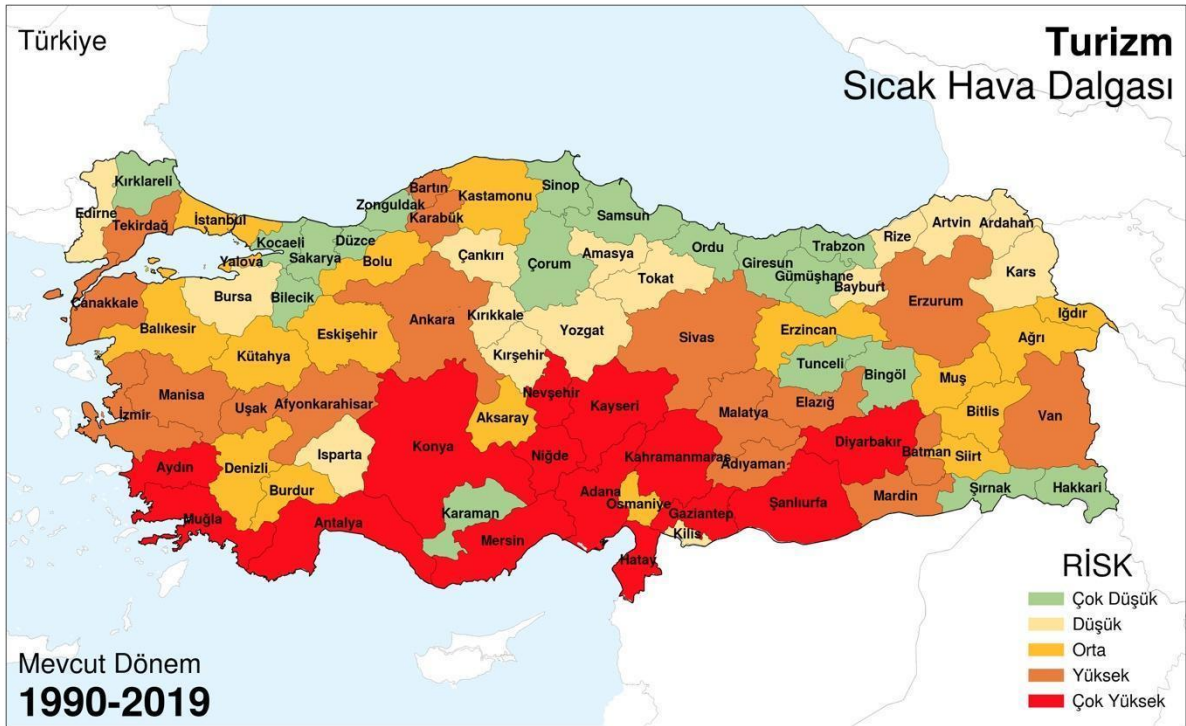 Türkiye
Turizm
Sıcak Hava Dalgası
Kırklareli
Edirne
Tekirdağ
İstanbul
Kocaeli
Yalova
Sakarya
Düzce
Zonguldak
Bartın
Karabük
Kastamonu
Sinop
Samsun
Ordu
Giresun
Trabzon
Gümüşhane
Rize
Artvin
Ardahan
Kars
Bayburt
Çanakkale
Bursa
Bilecik
Bolu
Çankırı
Çorum
Amasya
Tokat
Balıkesir
Kütahya
Eskişehir
Ankara
Kırıkkale
Kırşehir
Yozgat
Sivas
Erzincan
Erzurum
Iğdır
Ağrı
Tunceli
Bingöl
Muş
Bitlis
Van
Manisa
İzmir
Uşak
Afyonkarahisar
Konya
Aksaray
Nevşehir
Kayseri
Malatya
Elazığ
Diyarbakır
Batman
Siirt
Aydın
Denizli
Isparta
Burdur
Niğde
Kahramanmaraş
Adıyaman
Şanlıurfa
Mardin
Şırnak
Hakkari
Muğla
Antalya
Karaman
Mersin
Adana
Osmaniye
Gaziantep
Kilis
Hatay
RİSK
Çok Düşük
Düşük
Orta
Yüksek
Çok Yüksek
Mevcut Dönem
1990-2019